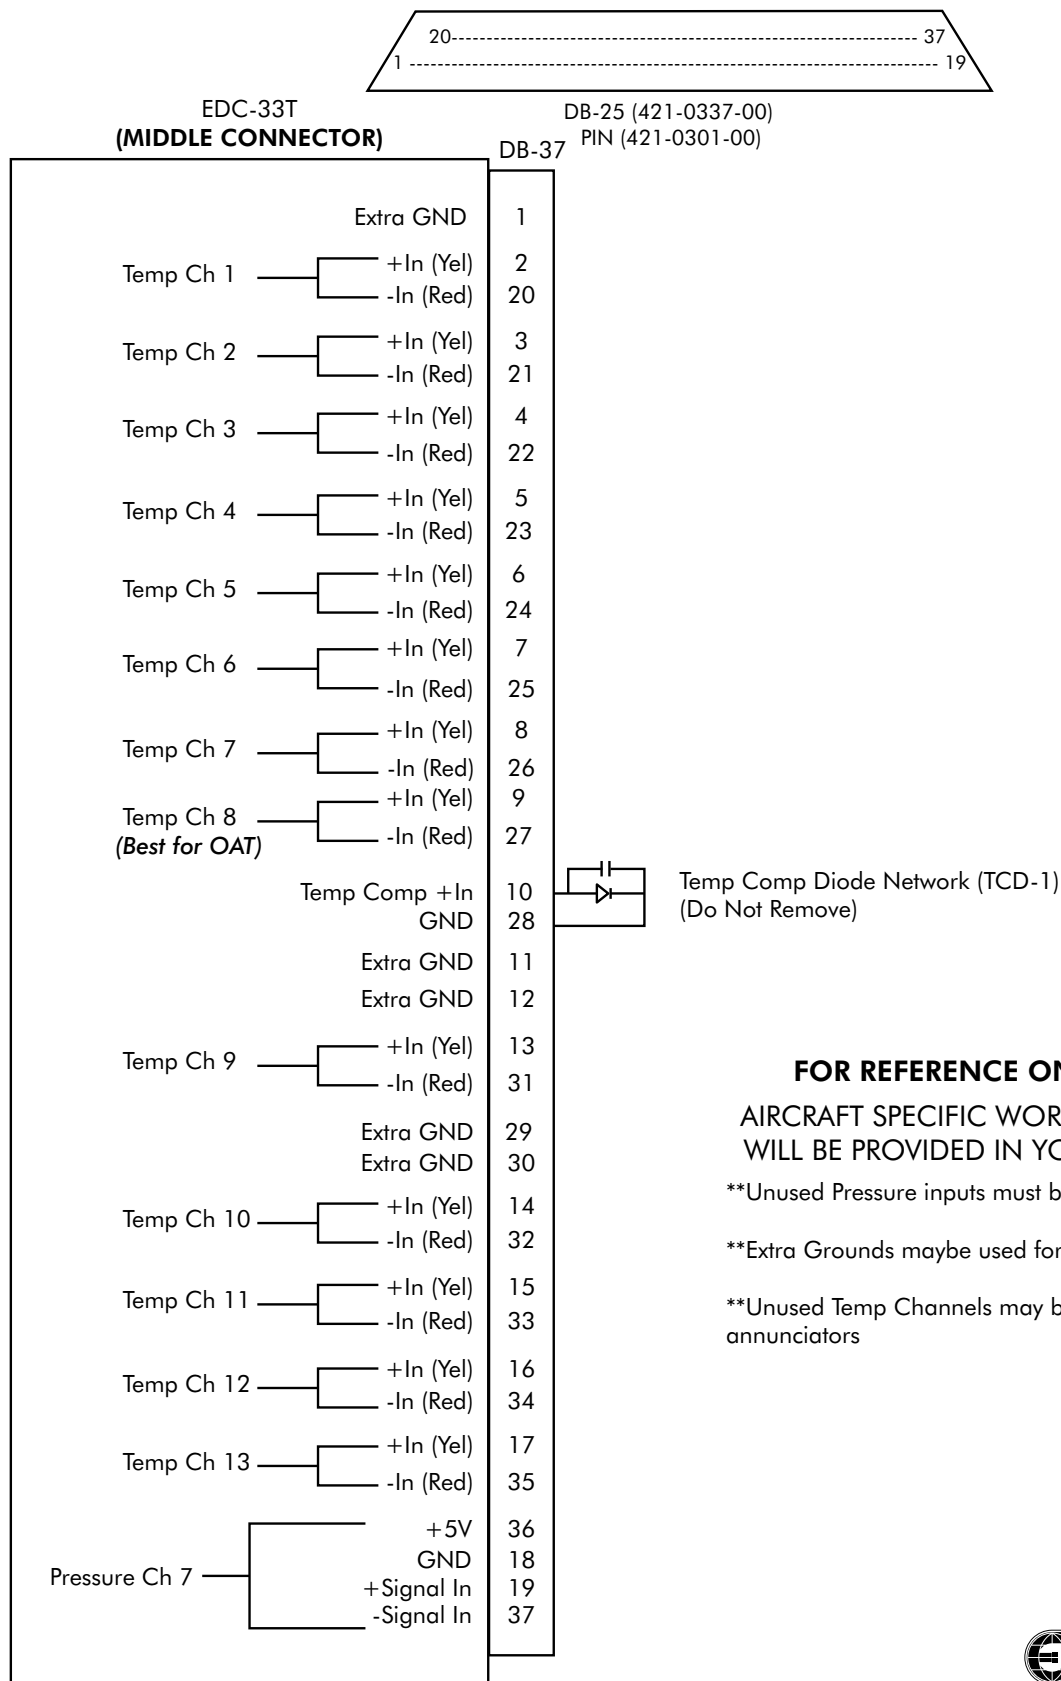 20 37
1 19
EDC-33T
(MIDDLE CONNECTOR)
DB-25 (421-0337-00)
PIN (421-0301-00)
DB-37
Extra GND 1
Temp Ch 1
+In (Yel) 2
-In (Red) 20
Temp Ch 2
+In (Yel) 3
-In (Red) 21
Temp Ch 3
+In (Yel) 4
-In (Red) 22
Temp Ch 4
+In (Yel) 5
-In (Red) 23
Temp Ch 5
+In (Yel) 6
-In (Red) 24
Temp Ch 6
+In (Yel) 7
-In (Red) 25
Temp Ch 7
+In (Yel) 8
-In (Red) 26
Temp Ch 8
(Best for OAT)
+In (Yel) 9
-In (Red) 27
Temp Comp +In 10
GND 28
Temp Comp Diode Network (TCD-1)
(Do Not Remove)
Extra GND 11
Extra GND 12
Temp Ch 9
+In (Yel) 13
-In (Red) 31
Extra GND 29
Extra GND 30
Temp Ch 10
+In (Yel) 14
-In (Red) 32
Temp Ch 11
+In (Yel) 15
-In (Red) 33
Temp Ch 12
+In (Yel) 16
-In (Red) 34
Temp Ch 13
+In (Yel) 17
-In (Red) 35
Pressure Ch 7
+5V 36
GND 18
+Signal In 19
-Signal In 37
FOR REFERENCE
AIRCRAFT SPECIFIC
WILL BE PROVIDED IN
**Unused Pressure inputs must
**Extra Grounds maybe used for
**Unused Temp Channels may
annunciators